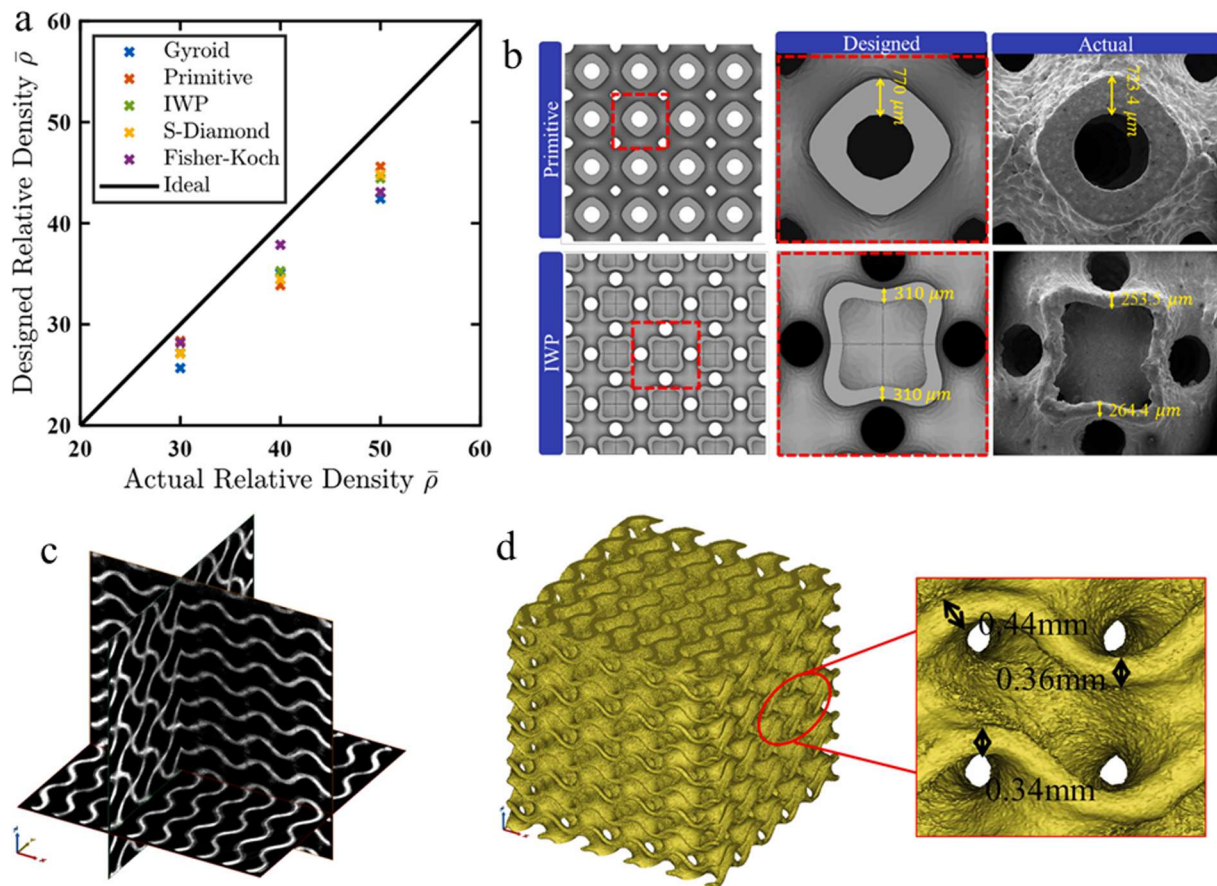 a
60
50
40
30
20
20
30
40
50
60
Designed Relative Density ρ̄
Actual Relative Density ρ̄
Gyroid
Primitive
IWP
S-Diamond
Fisher-Koch
Ideal
b
Designed
Actual
Primitive
770 μm
723.4 μm
IWP
310 μm
310 μm
253.5 μm
264.4 μm
c
d
0.44mm
0.36mm
0.34mm